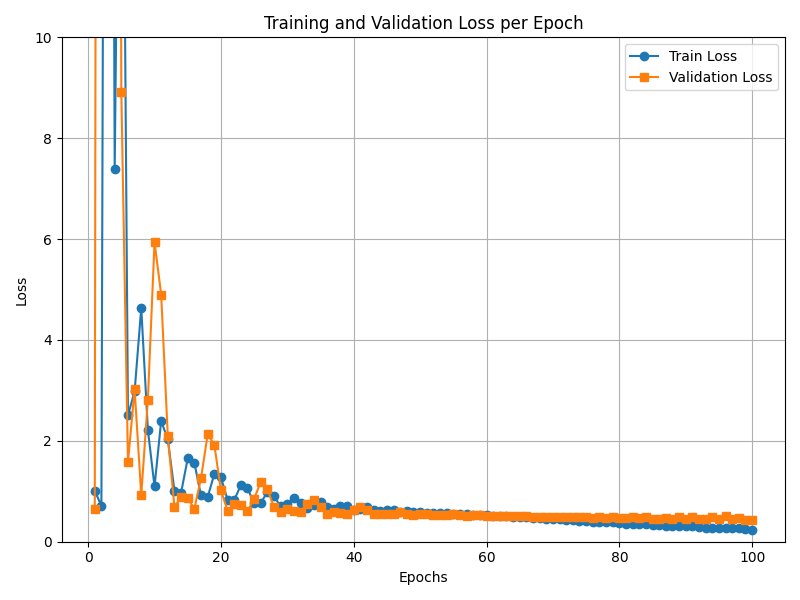 Training and Validation Loss per Epoch
10
8
6
4
2
0
Loss
Train Loss
Validation Loss
0 20 40 60 80 100
Epochs